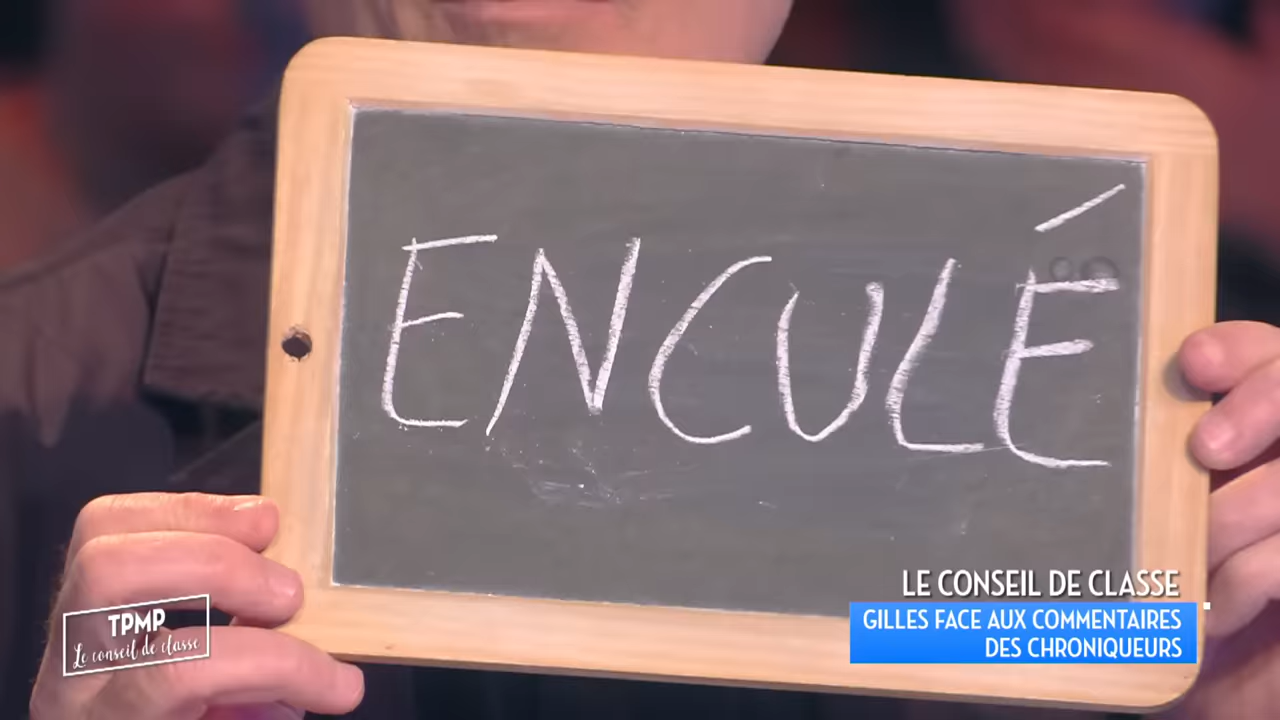 ENCULÉ
LE CONSEIL DE CLASSE
GILLES FACE AUX COMMENTAIRES
DES CHRONIQUEURS
TPMP
Le conseil de classe